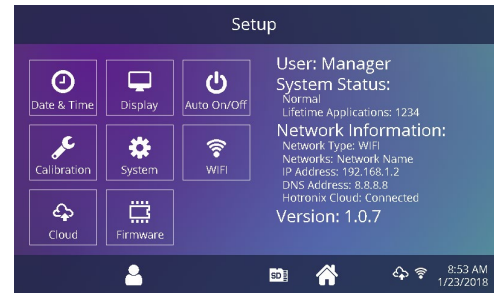 Setup
Date & Time
Display
Auto On/Off
Calibration
System
WIFI
Cloud
Firmware
User: Manager
System Status:
Normal
Lifetime Applications: 1234
Network Information:
Network Type: WIFI
Networks: Network Name
IP Address: 192.168.1.2
DNS Address: 8.8.8.8
Hotronix Cloud: Connected
Version: 1.0.7
SD
8:53 AM
1/23/2018